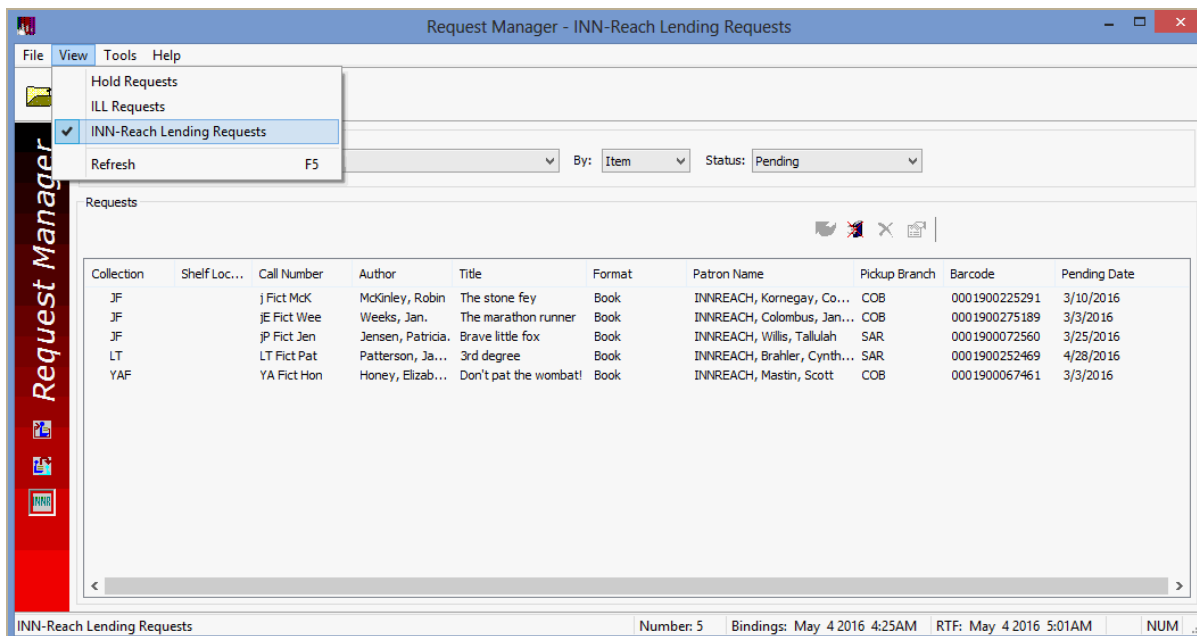 Request Manager - INN-Reach Lending Requests
File View Tools Help
Hold Requests
ILL Requests
INN-Reach Lending Requests
Refresh F5
By: Item Status: Pending
Request Manager
Requests
Collection Shelf Loc... Call Number Author Title Format Patron Name Pickup Branch Barcode Pending Date
JF j Fict McK McKinley, Robin The stone fey Book INNREACH, Kornegay, Co... COB 0001900225291 3/10/2016
JF jE Fict Wee Weeks, Jan. The marathon runner Book INNREACH, Colombus, Jan... COB 0001900275189 3/3/2016
JF jP Fict Jen Jensen, Patricia. Brave little fox Book INNREACH, Willis, Tallulah SAR 0001900072560 3/25/2016
LT LT Fict Pat Patterson, Ja... 3rd degree Book INNREACH, Brahler, Cynth... SAR 0001900252469 4/28/2016
YAF YA Fict Hon Honey, Elizab... Don't pat the wombat! Book INNREACH, Mastin, Scott COB 0001900067461 3/3/2016
INNR
INN-Reach Lending Requests Number: 5 Bindings: May 4 2016 4:25AM RTF: May 4 2016 5:01AM NUM